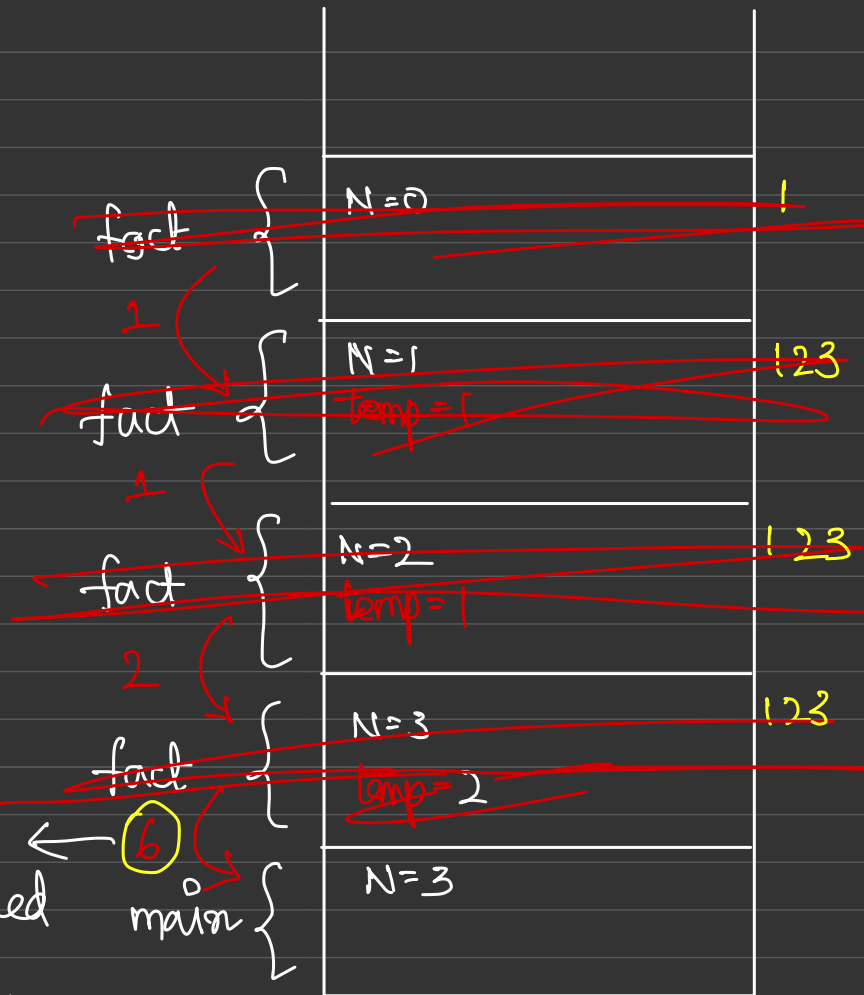 N=0 1
fact
1
N=1 123
fact temp=1
1
N=2 123
fact temp=1
2
N=3 123
fact temp= 2
6
N=3
ed main